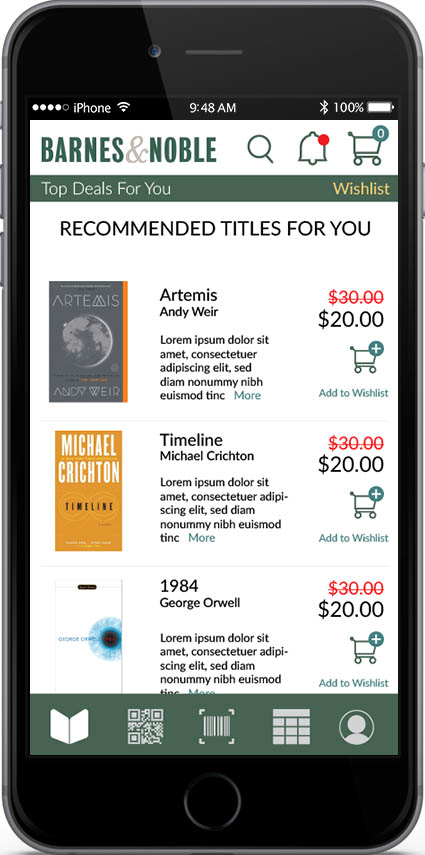 iPhone 9:48 AM 100%
BARNES&NOBLE 0
Top Deals For You Wishlist
RECOMMENDED TITLES FOR YOU
ARTEMIS
ANDY WEIR
Artemis
Andy Weir
Lorem ipsum dolor sit
amet, consectetuer
adipiscing elit, sed
diam nonummy nibh
euismod tinc More
$30.00
$20.00
Add to Wishlist
MICHAEL
CRICHTON
TIMELINE
Timeline
Michael Crichton
Lorem ipsum dolor sit
amet, consectetuer adipi-
scing elit, sed diam
nonummy nibh euismod
tinc More
$30.00
$20.00
Add to Wishlist
GEORGE ORWELL
1984
George Orwell
Lorem ipsum dolor sit
amet, consectetuer adipi-
scing elit, sed diam
nonummy nibh euismod
tinc More
$30.00
$20.00
Add to Wishlist